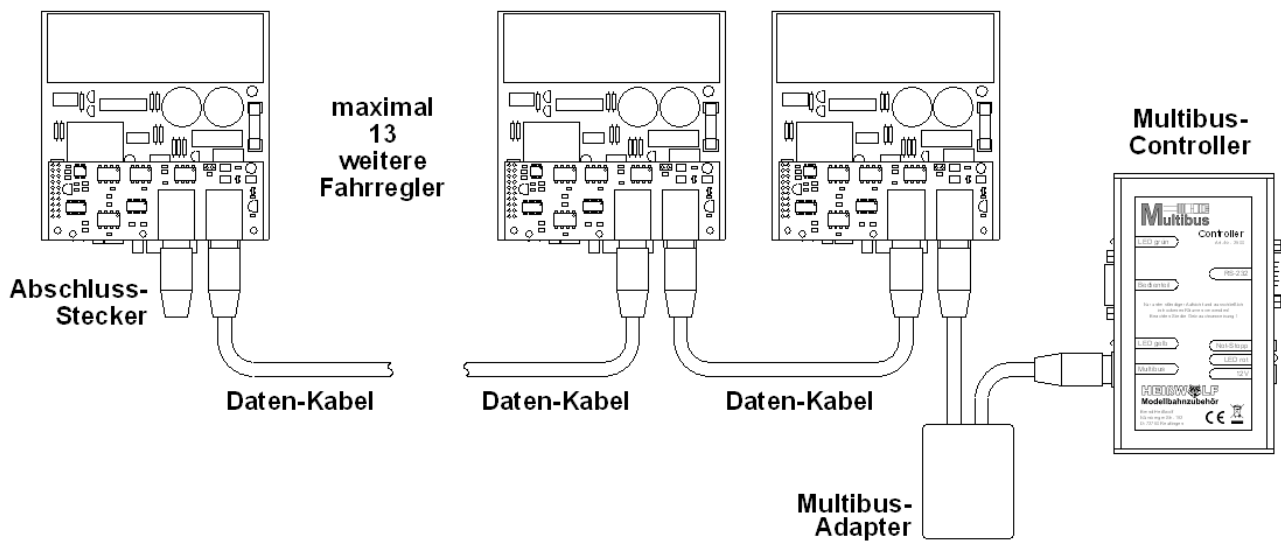 maximal
13
weitere
Fahrregler
Multibus-
Controller
Multibus
Controller
LED grün
RS-232
Bedienteil
LED gelb
Not-Stopp
LED rot
Multibus
12V
HEIßWOLF
Modellbahnzubehör
CE
Abschluss-
Stecker
Daten-Kabel
Daten-Kabel
Daten-Kabel
Multibus-
Adapter